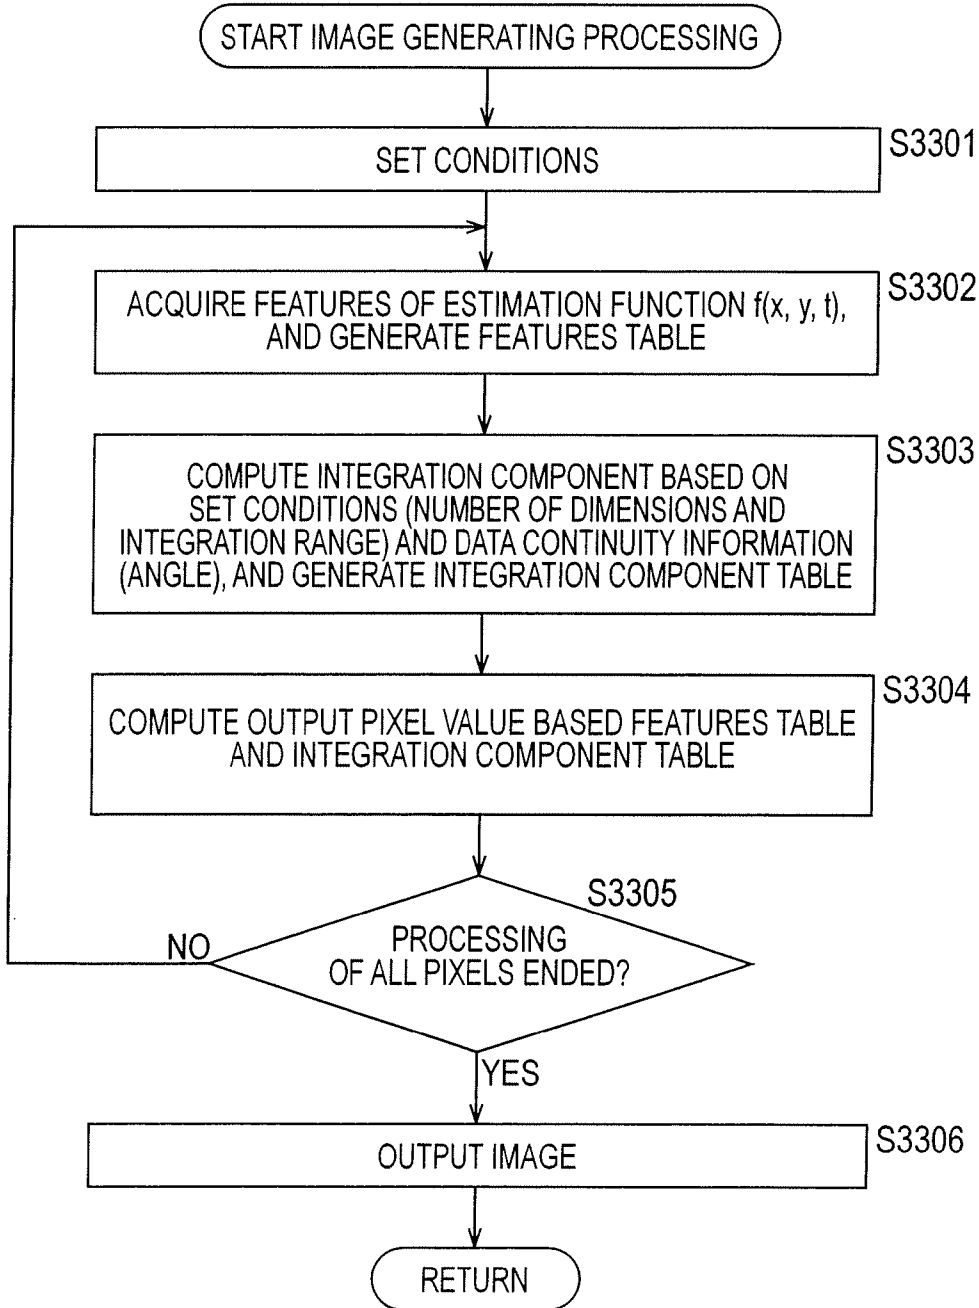 START IMAGE GENERATING PROCESSING
S3301
SET CONDITIONS
S3302
ACQUIRE FEATURES OF ESTIMATION FUNCTION f(x, y, t),
AND GENERATE FEATURES TABLE
S3303
COMPUTE INTEGRATION COMPONENT BASED ON
SET CONDITIONS (NUMBER OF DIMENSIONS AND
INTEGRATION RANGE) AND DATA CONTINUITY INFORMATION
(ANGLE), AND GENERATE INTEGRATION COMPONENT TABLE
S3304
COMPUTE OUTPUT PIXEL VALUE BASED FEATURES TABLE
AND INTEGRATION COMPONENT TABLE
S3305
PROCESSING
OF ALL PIXELS ENDED?
NO
YES
S3306
OUTPUT IMAGE
RETURN